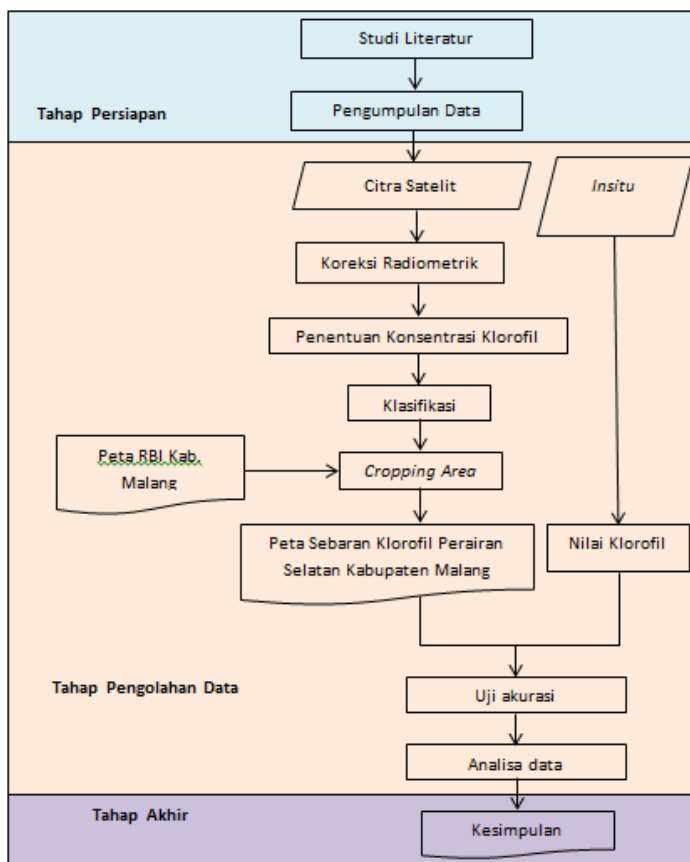 Studi Literatur
Tahap Persiapan
Pengumpulan Data
Citra Satelit
Insitu
Koreksi Radiometrik
Penentuan Konsentrasi Klorofil
Klasifikasi
Peta RBI Kab.
Malang
Cropping Area
Peta Sebaran Klorofil Perairan
Selatan Kabupaten Malang
Nilai Klorofil
Tahap Pengolahan Data
Uji akurasi
Analisa data
Tahap Akhir
Kesimpulan